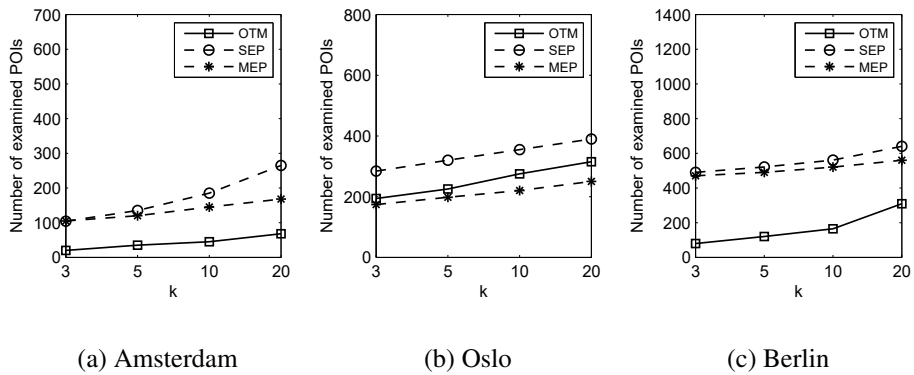 Number of examined POIs
700
600
500
400
300
200
100
0
3
5
10
20
k
OTM
SEP
MEP
(a) Amsterdam
Number of examined POIs
800
600
400
200
0
3
5
10
20
k
OTM
SEP
MEP
(b) Oslo
Number of examined POIs
1400
1200
1000
800
600
400
200
0
3
5
10
20
k
OTM
SEP
MEP
(c) Berlin